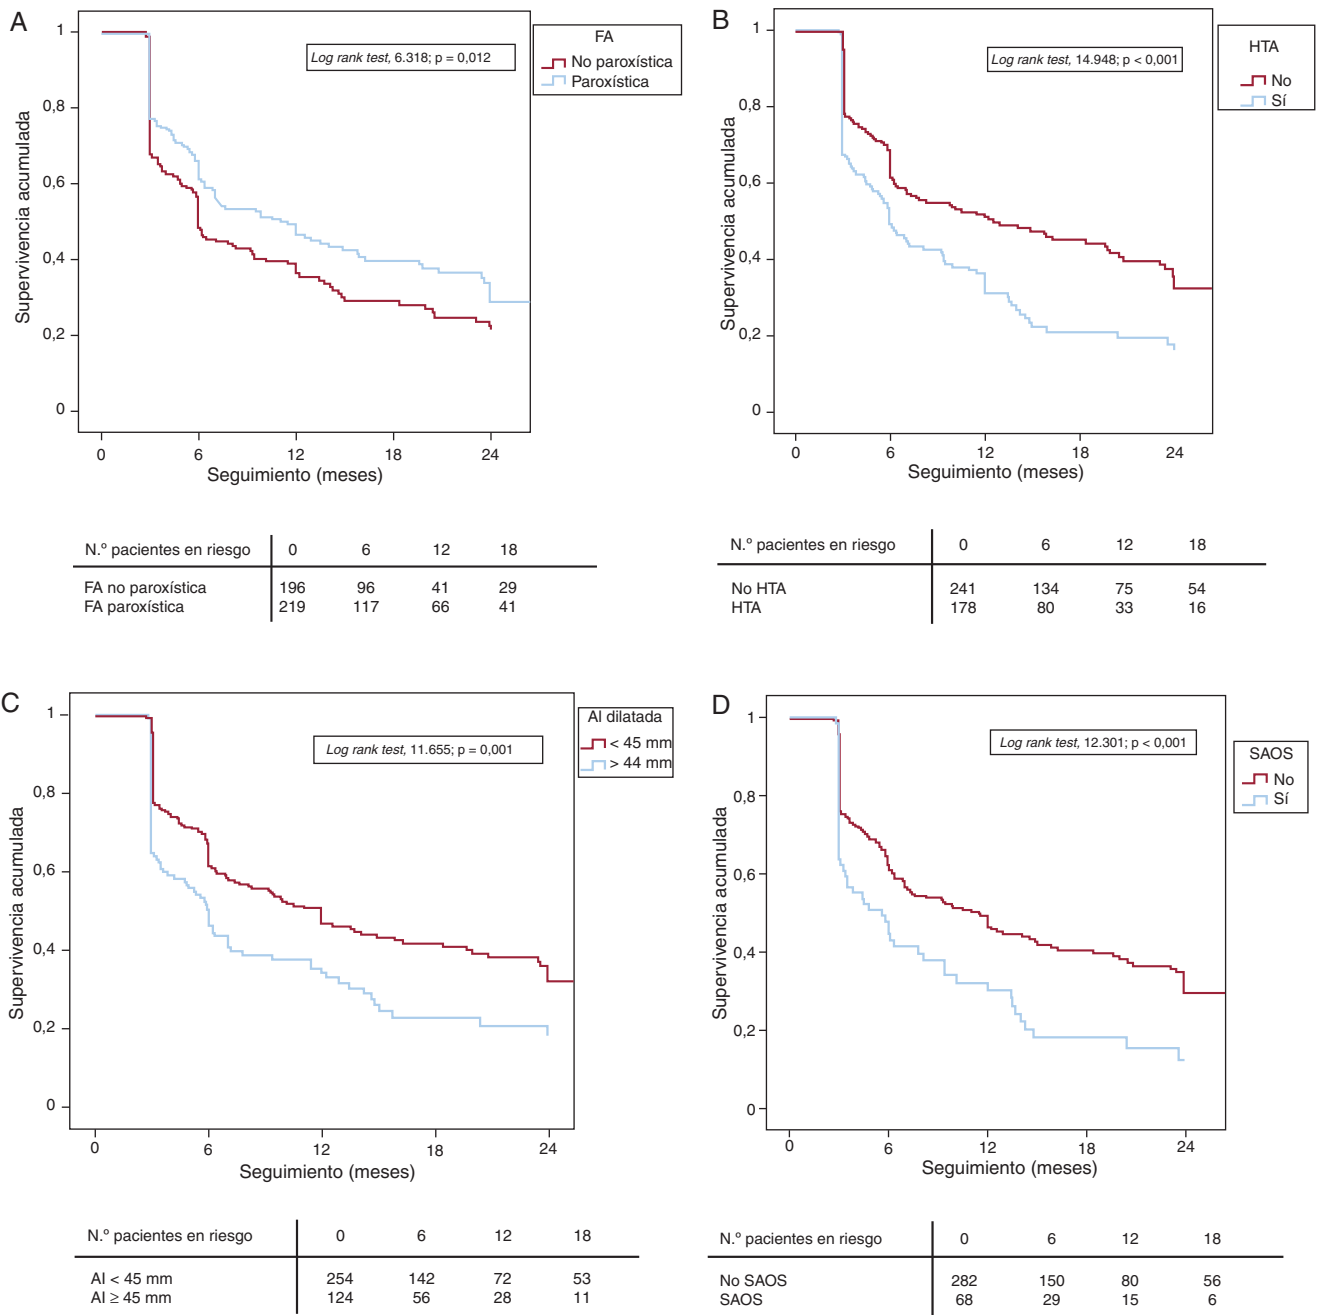 A
Log rank test, 6.318; p = 0,012
FA
No paroxística
Paroxística
Supervivencia acumulada
1
0,8
0,6
0,4
0,2
0
0 6 12 18 24
Seguimiento (meses)
N.º pacientes en riesgo 0 6 12 18
FA no paroxística 196 96 41 29
FA paroxística 219 117 66 41
B
Log rank test, 14.948; p < 0,001
HTA
No
Sí
Supervivencia acumulada
1
0,8
0,6
0,4
0,2
0
0 6 12 18 24
Seguimiento (meses)
N.º pacientes en riesgo 0 6 12 18
No HTA 241 134 75 54
HTA 178 80 33 16
C
Log rank test, 11.655; p = 0,001
AI dilatada
< 45 mm
> 44 mm
Supervivencia acumulada
1
0,8
0,6
0,4
0,2
0
0 6 12 18 24
Seguimiento (meses)
N.º pacientes en riesgo 0 6 12 18
AI < 45 mm 254 142 72 53
AI ≥ 45 mm 124 56 28 11
D
Log rank test, 12.301; p < 0,001
SAOS
No
Sí
Supervivencia acumulada
1
0,8
0,6
0,4
0,2
0
0 6 12 18 24
Seguimiento (meses)
N.º pacientes en riesgo 0 6 12 18
No SAOS 282 150 80 56
SAOS 68 29 15 6